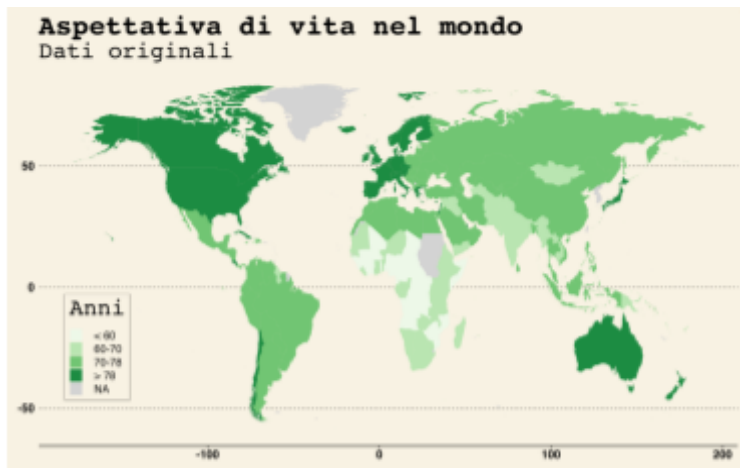 Aspettativa di vita nel mondo
Dati originali
50
0
-50
Anni
< 60
60-70
70-78
> 78
NA
-100
0
100
200